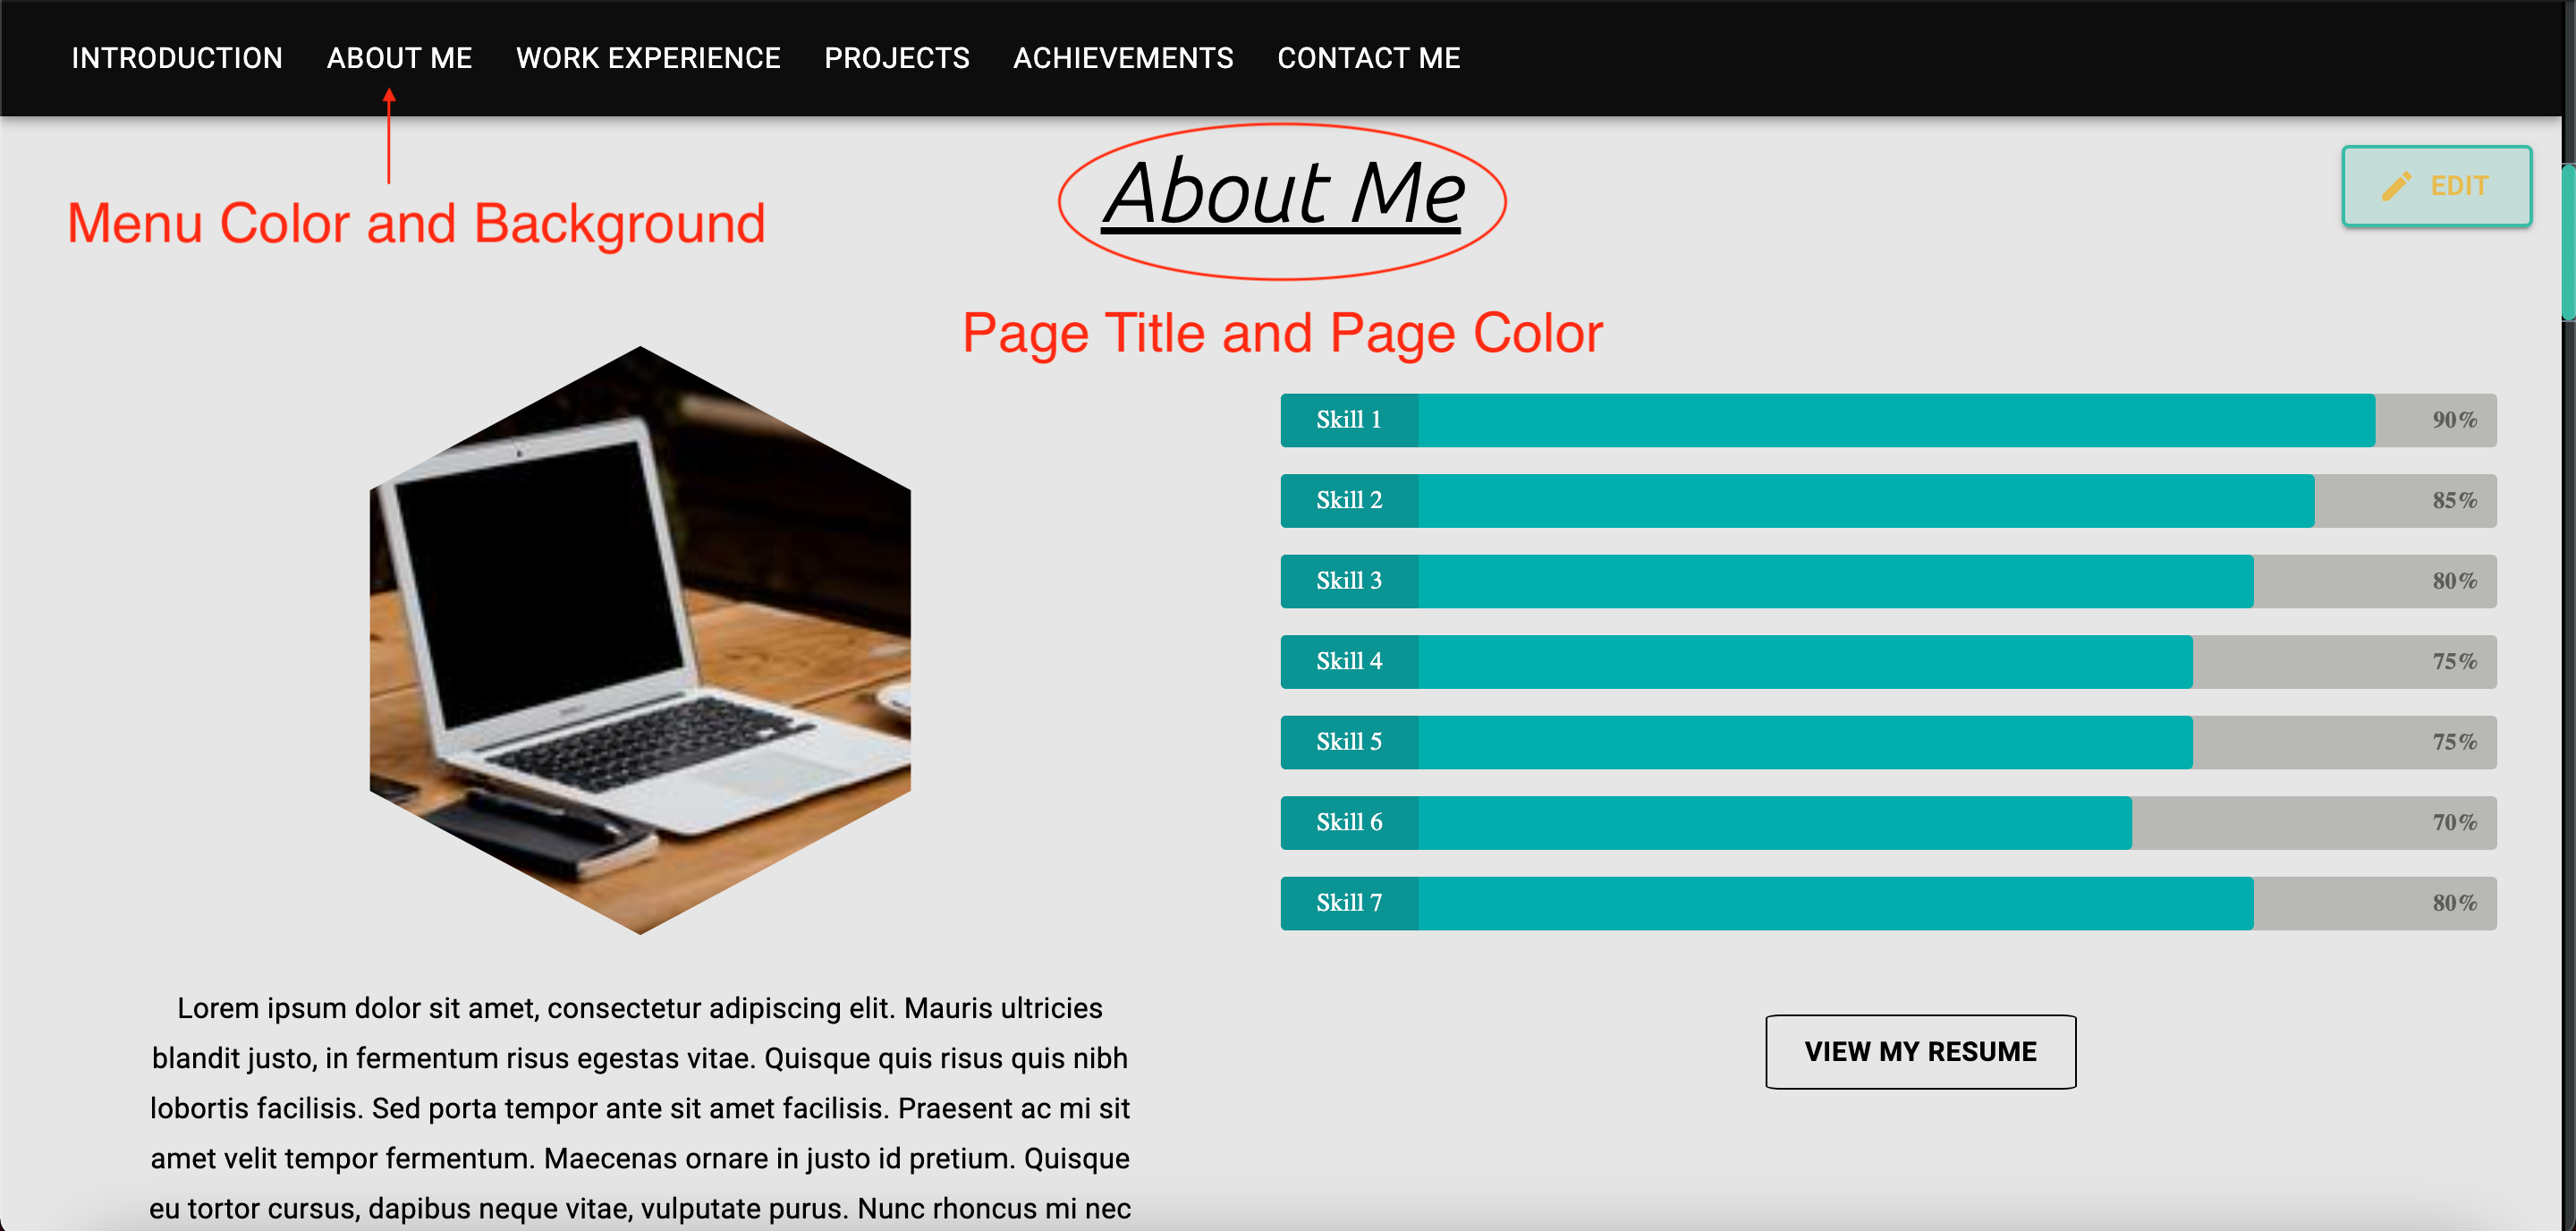 INTRODUCTION ABOUT ME WORK EXPERIENCE PROJECTS ACHIEVEMENTS CONTACT ME
About Me
EDIT
Menu Color and Background
Page Title and Page Color
Skill 1 90%
Skill 2 85%
Skill 3 80%
Skill 4 75%
Skill 5 75%
Skill 6 70%
Skill 7 80%
Lorem ipsum dolor sit amet, consectetur adipiscing elit. Mauris ultricies
blandit justo, in fermentum risus egestas vitae. Quisque quis risus quis nibh
lobortis facilisis. Sed porta tempor ante sit amet facilisis. Praesent ac mi sit
amet velit tempor fermentum. Maecenas ornare in justo id pretium. Quisque
eu tortor cursus, dapibus neque vitae, vulputate purus. Nunc rhoncus mi nec
VIEW MY RESUME